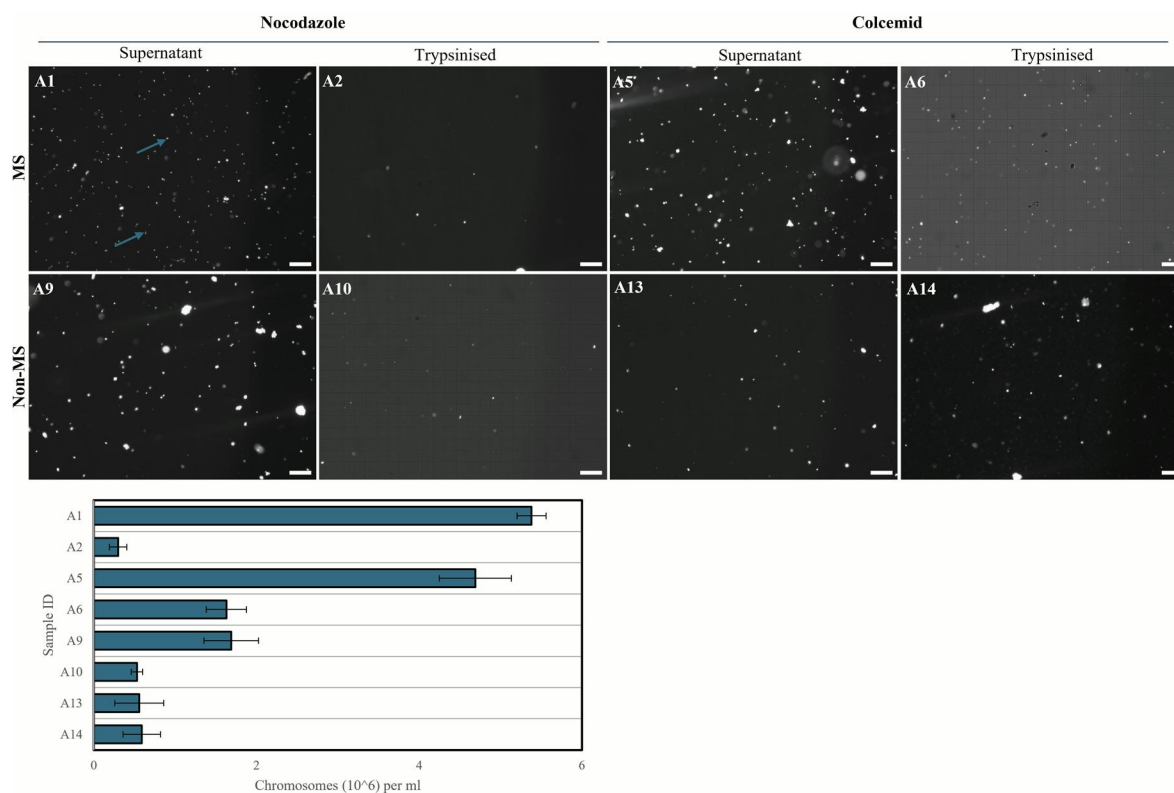 Nocodazole Colcemid
Supernatant Trypsinised Supernatant Trypsinised
MS
A1 A2 A5 A6
Non-MS
A9 A10 A13 A14
Sample ID
A1
A2
A5
A6
A9
A10
A13
A14
0 2 4 6
Chromosomes (10^6) per ml